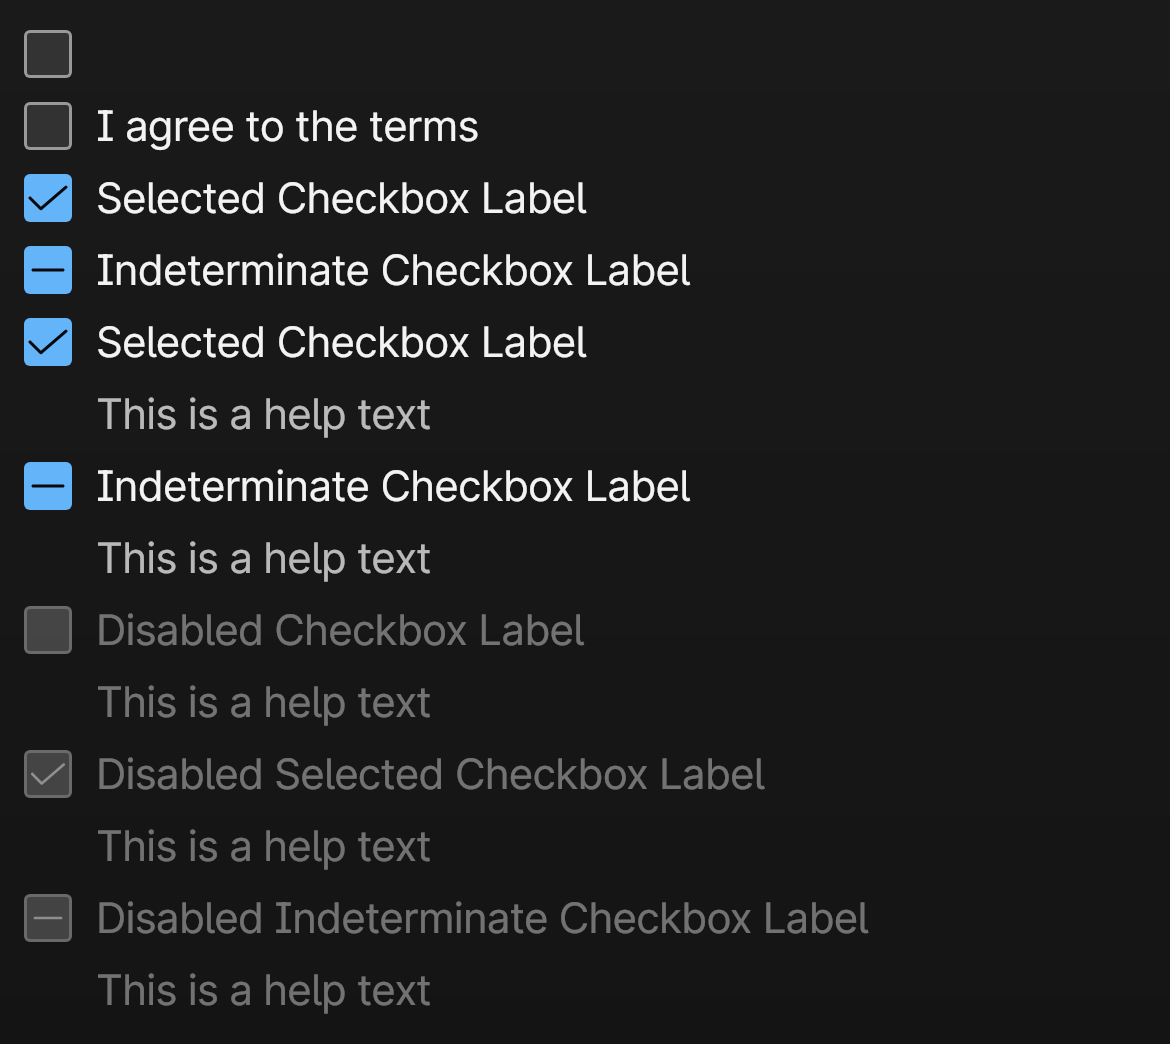 I agree to the terms
Selected Checkbox Label
Indeterminate Checkbox Label
Selected Checkbox Label
This is a help text
Indeterminate Checkbox Label
This is a help text
Disabled Checkbox Label
This is a help text
Disabled Selected Checkbox Label
This is a help text
Disabled Indeterminate Checkbox Label
This is a help text